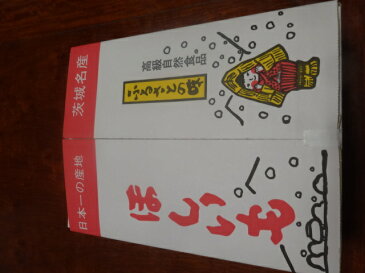 茨城名産
高級自然食品
ふるさとの味
日本一の産地
ほしいも